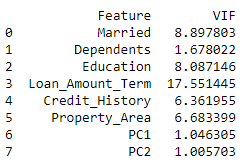 Feature VIF
0 Married 8.897803
1 Dependents 1.678022
2 Education 8.087146
3 Loan_Amount_Term 17.551445
4 Credit_History 6.361955
5 Property_Area 6.683399
6 PC1 1.046305
7 PC2 1.005703